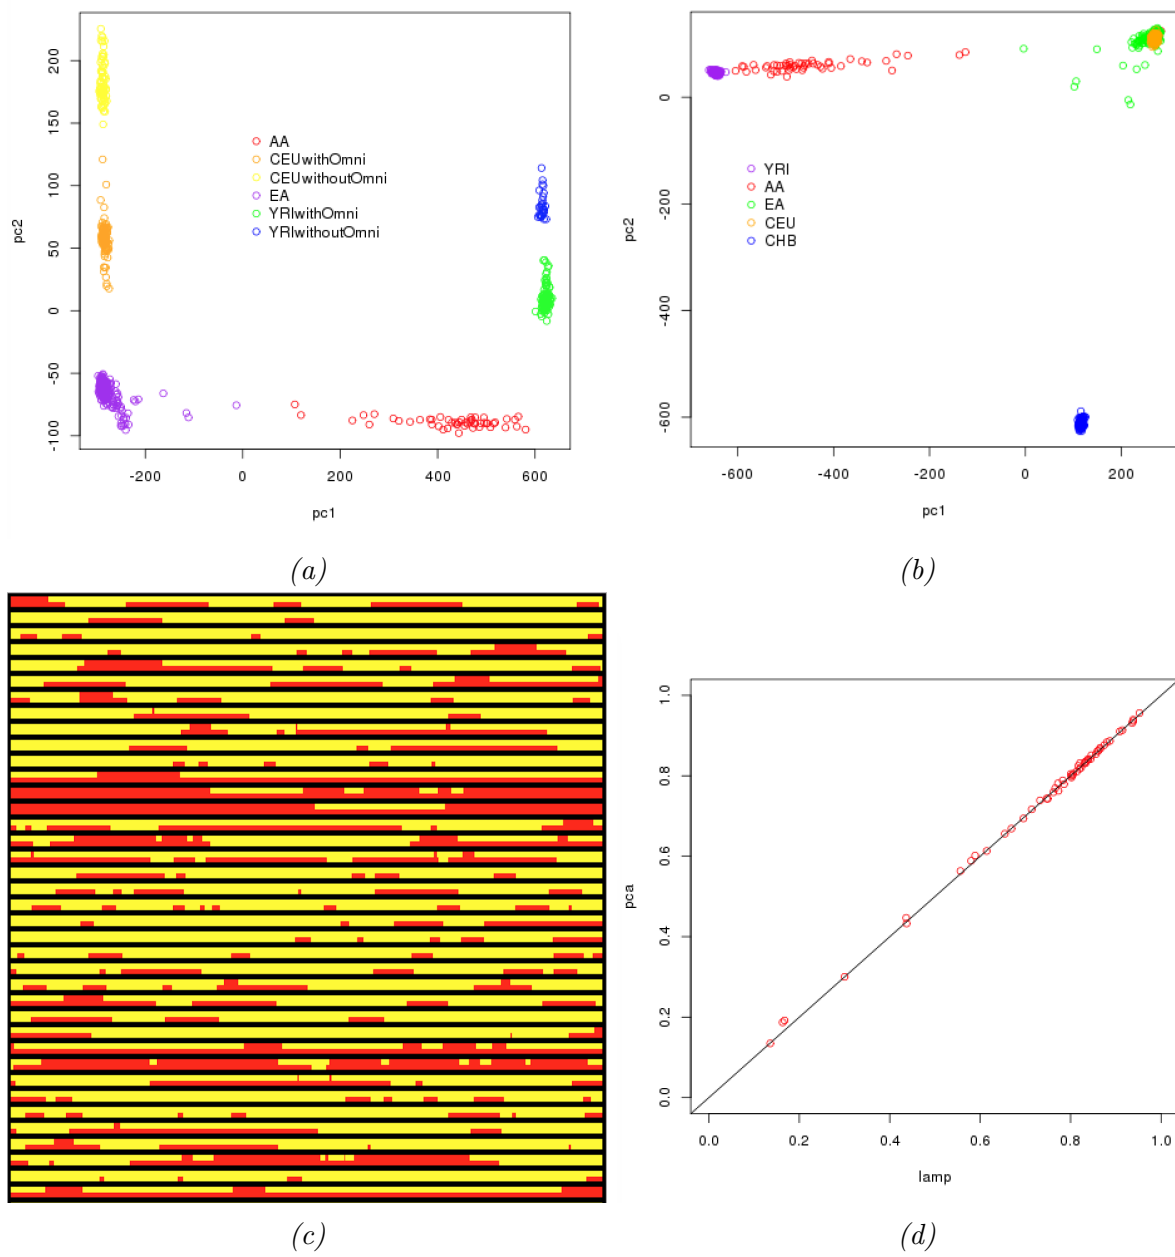 200
150
100
50
0
-50
-100
pc2
AA
CEUwithOmni
CEUwithoutOmni
EA
YRIwithOmni
YRIwithoutOmni
-200 0 200 400 600
pc1
(a)
0
-200
-400
-600
pc2
YRI
AA
EA
CEU
CHB
-600 -400 -200 0 200
pc1
(b)
(c)
1.0
0.8
0.6
0.4
0.2
0.0
pca
0.0 0.2 0.4 0.6 0.8 1.0
lamp
(d)